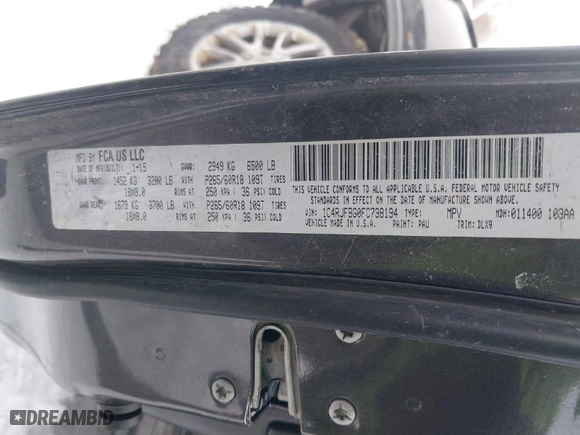 MFD BY FCA US LLC
DATE OF MFR(BUILT): 1-15 GVWR: 2949 KG 6500 LB
GAWR FRONT: 1452 KG 3200 LB WITH P265/60R18 109T TIRES
18X8.0 RIMS AT 250 KPA ( 36 PSI) COLD
GAWR REAR: 1679 KG 3700 LB WITH P265/60R18 109T TIRES
18X8.0 RIMS AT 250 KPA ( 36 PSI) COLD
THIS VEHICLE CONFORMS TO ALL APPLICABLE
U.S.A. FEDERAL MOTOR VEHICLE SAFETY
STANDARDS IN EFFECT ON THE DATE OF MANUFACTURE SHOWN ABOVE.
VIN: TYPE: MPV MDH: 011400 103AA
VEHICLE MADE IN U.S.A. PAINT: PAU TRIM: DLX9
DREAMBID